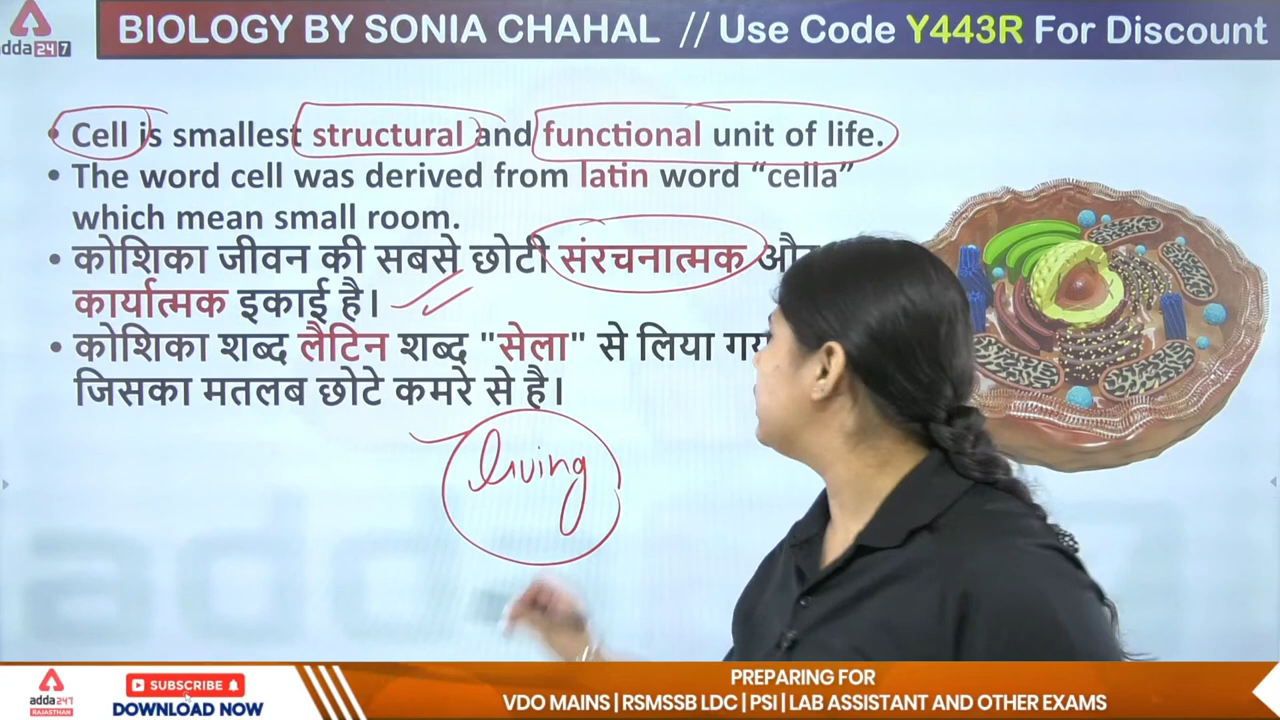 BIOLOGY BY SONIA CHAHAL // Use Code Y443R For Discount
adda247
• Cell is smallest structural and functional unit of life.
• The word cell was derived from latin word “cella”
which mean small room.
• कोशिका जीवन की सबसे छोटी संरचनात्मक
कार्यात्मक इकाई है।
• कोशिका शब्द लैटिन शब्द "सेला" से लिया
जिसका मतलब छोटे कमरे से है।
living
adda247
RAJASTHAN
SUBSCRIBE
DOWNLOAD NOW
PREPARING FOR
VDO MAINS | RSMSSB LDC | PSI | LAB ASSISTANT AND OTHER EXAMS